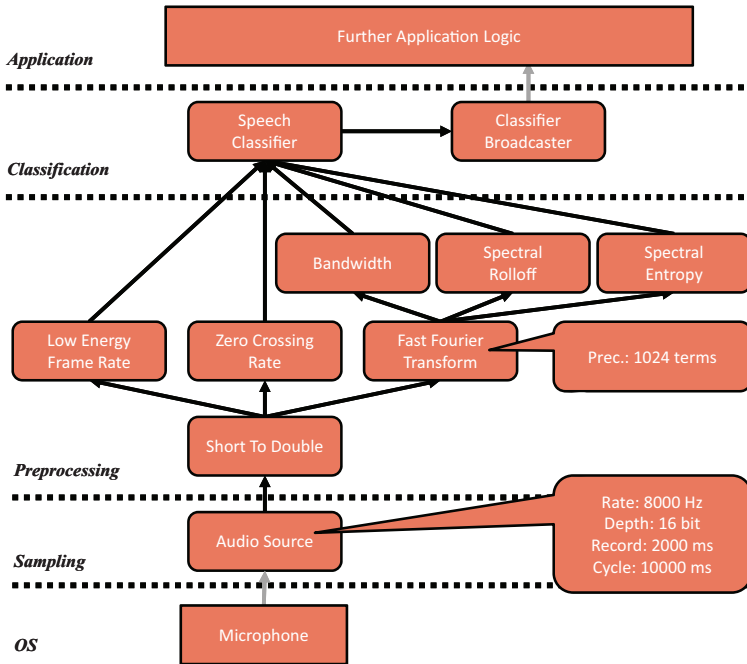 Further Application Logic
Application
Speech
Classifier
Classifier
Broadcaster
Classification
Bandwidth
Spectral
Rolloff
Spectral
Entropy
Low Energy
Frame Rate
Zero Crossing
Rate
Fast Fourier
Transform
Prec.: 1024 terms
Short To Double
Preprocessing
Rate: 8000 Hz
Depth: 16 bit
Record: 2000 ms
Cycle: 10000 ms
Audio Source
Sampling
Microphone
OS